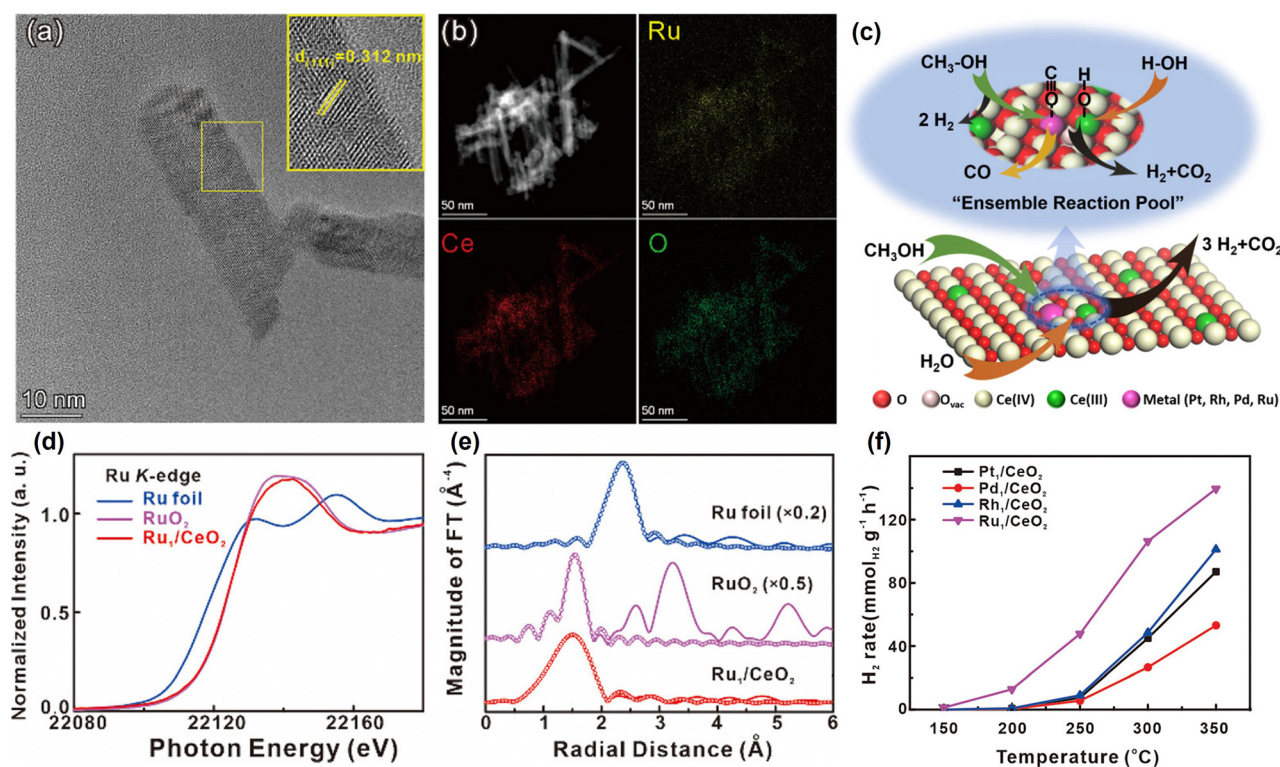 (a)
d(111)=0.312 nm
10 nm
(b)
Ru
50 nm
50 nm
Ce
O
50 nm
50 nm
(c)
CH3-OH
C
O
H
O
H-OH
2 H2
CO
H2+CO2
“Ensemble Reaction Pool”
CH3OH
3 H2+CO2
H2O
O
Ovac
Ce(IV)
Ce(III)
Metal (Pt, Rh, Pd, Ru)
(d)
Normalized Intensity (a. u.)
1.0
0.5
0.0
Ru K-edge
Ru foil
RuO2
Ru1/CeO2
22080
22120
22160
Photon Energy (eV)
(e)
Magnitude of FT (Å-4)
Ru foil (×0.2)
RuO2 (×0.5)
Ru1/CeO2
0 1 2 3 4 5 6
Radial Distance (Å)
(f)
H2 rate(mmolH2 g-1 h-1)
160
120
80
40
0
Pt1/CeO2
Pd1/CeO2
Rh1/CeO2
Ru1/CeO2
150 200 250 300 350
Temperature (°C)